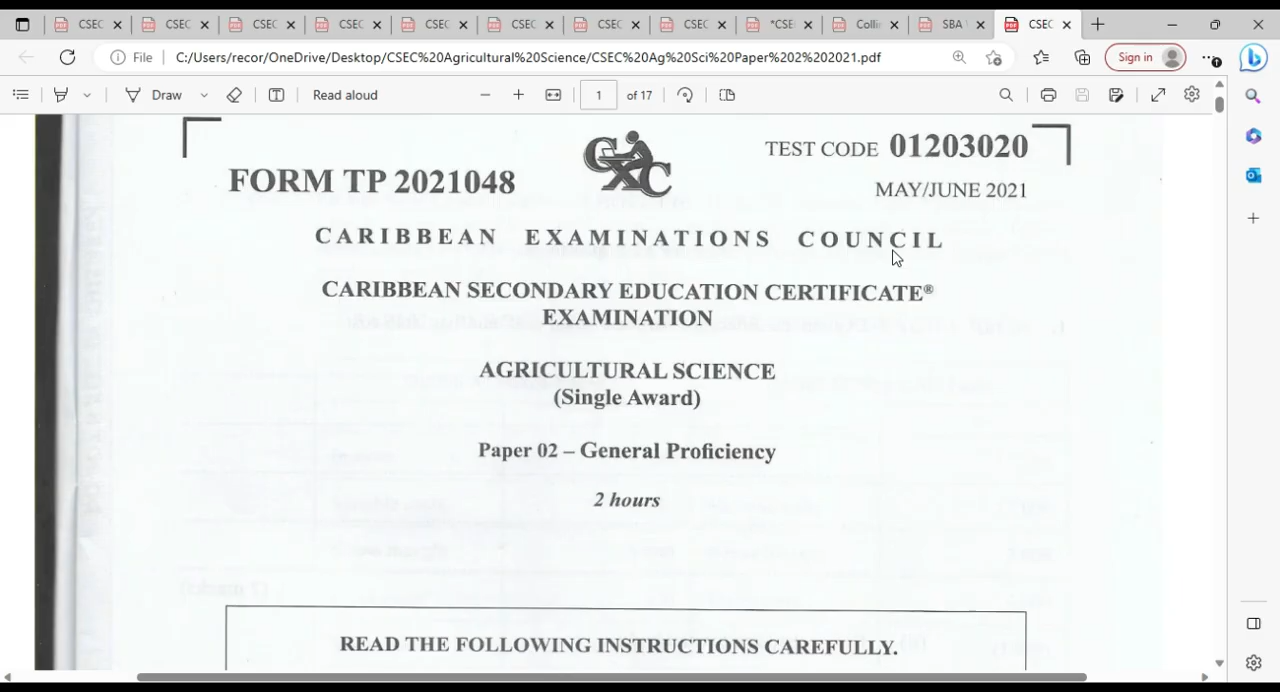 CSEC CSEC CSEC CSEC CSEC CSEC CSEC CSEC *CSE Colli SBA CSEC
File C:/Users/recor/OneDrive/Desktop/CSEC%20Agricultural%20Science/CSEC%20Ag%20Sci%20Paper%202%202021.pdf Sign in
Draw Read aloud 1 of 17
TEST CODE 01203020
FORM TP 2021048
CXC
MAY/JUNE 2021
CARIBBEAN EXAMINATIONS COUNCIL
CARIBBEAN SECONDARY EDUCATION CERTIFICATE®
EXAMINATION
AGRICULTURAL SCIENCE
(Single Award)
Paper 02 – General Proficiency
2 hours
READ THE FOLLOWING INSTRUCTIONS CAREFULLY.